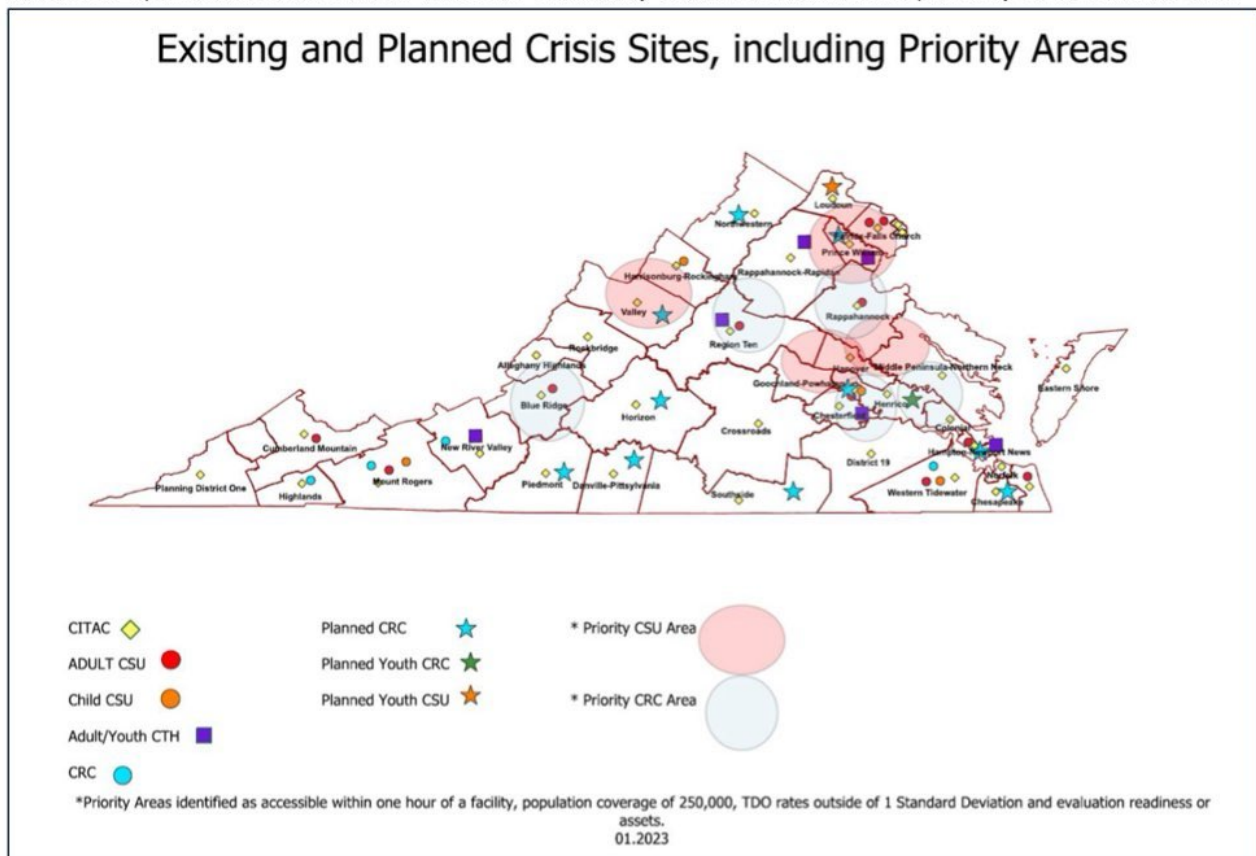 Existing and Planned Crisis Sites, including Priority Areas
Loudoun
Northwestern
Fairfax-Falls Church
Prince William
Harrisonburg-Rockingham
Rappahannock-Rapidan
Valley
Rappahannock
Region Ten
Rockbridge
Alleghany Highlands
Hanover
Middle Peninsula-Northern Neck
Goochland-Powhatan
Eastern Shore
Blue Ridge
Horizon
Henrico
Chesterfield
Colonial
Crossroads
Cumberland Mountain
New River Valley
Hampton-Newport News
District 19
Planning District One
Highlands
Mount Rogers
Piedmont
Danville-Pittsylvania
Southside
Western Tidewater
Norfolk
Chesapeake
CITAC
Planned CRC
* Priority CSU Area
ADULT CSU
Planned Youth CRC
Child CSU
Planned Youth CSU
* Priority CRC Area
Adult/Youth CTH
CRC
*Priority Areas identified as accessible within one hour of a facility, population coverage of 250,000, TDO rates outside of 1 Standard Deviation and evaluation readiness or
assets.
01.2023